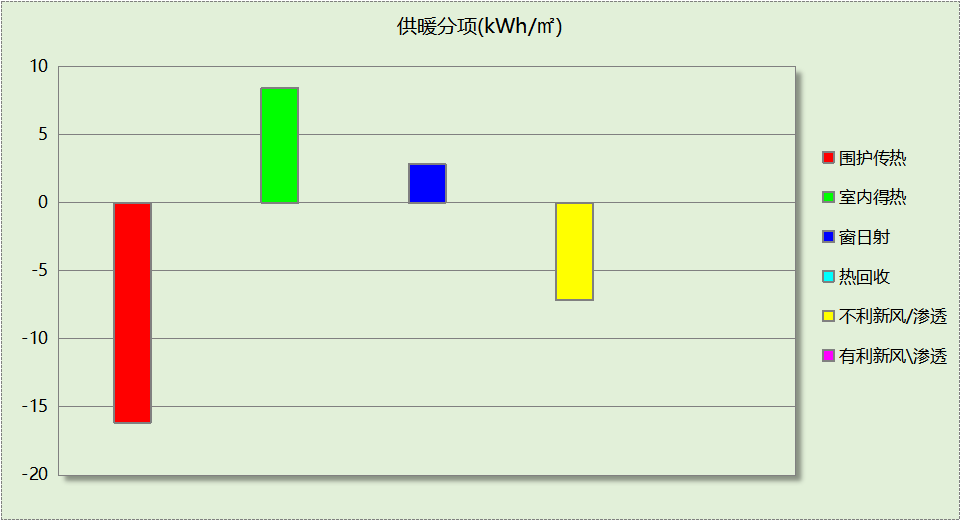 供暖分项(kWh/㎡)
10
5
0
-5
-10
-15
-20
围护传热
室内得热
窗日射
热回收
不利新风/渗透
有利新风\渗透